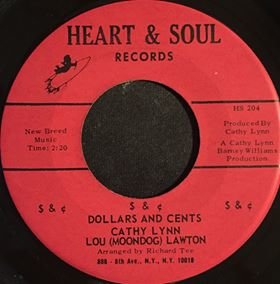 HEART & SOUL
RECORDS
HS 204
New Breed
Music
Time: 2:20
Produced By
Cathy Lynn
A Cathy Lynn
Barney Williams
Production.
$ & ¢
$ & ¢
$ & ¢
DOLLARS AND CENTS
CATHY LYNN
LOU (MOONDOG) LAWTON
Arranged by Richard Tee
888 - 8th Ave., N.Y., N.Y. 10019